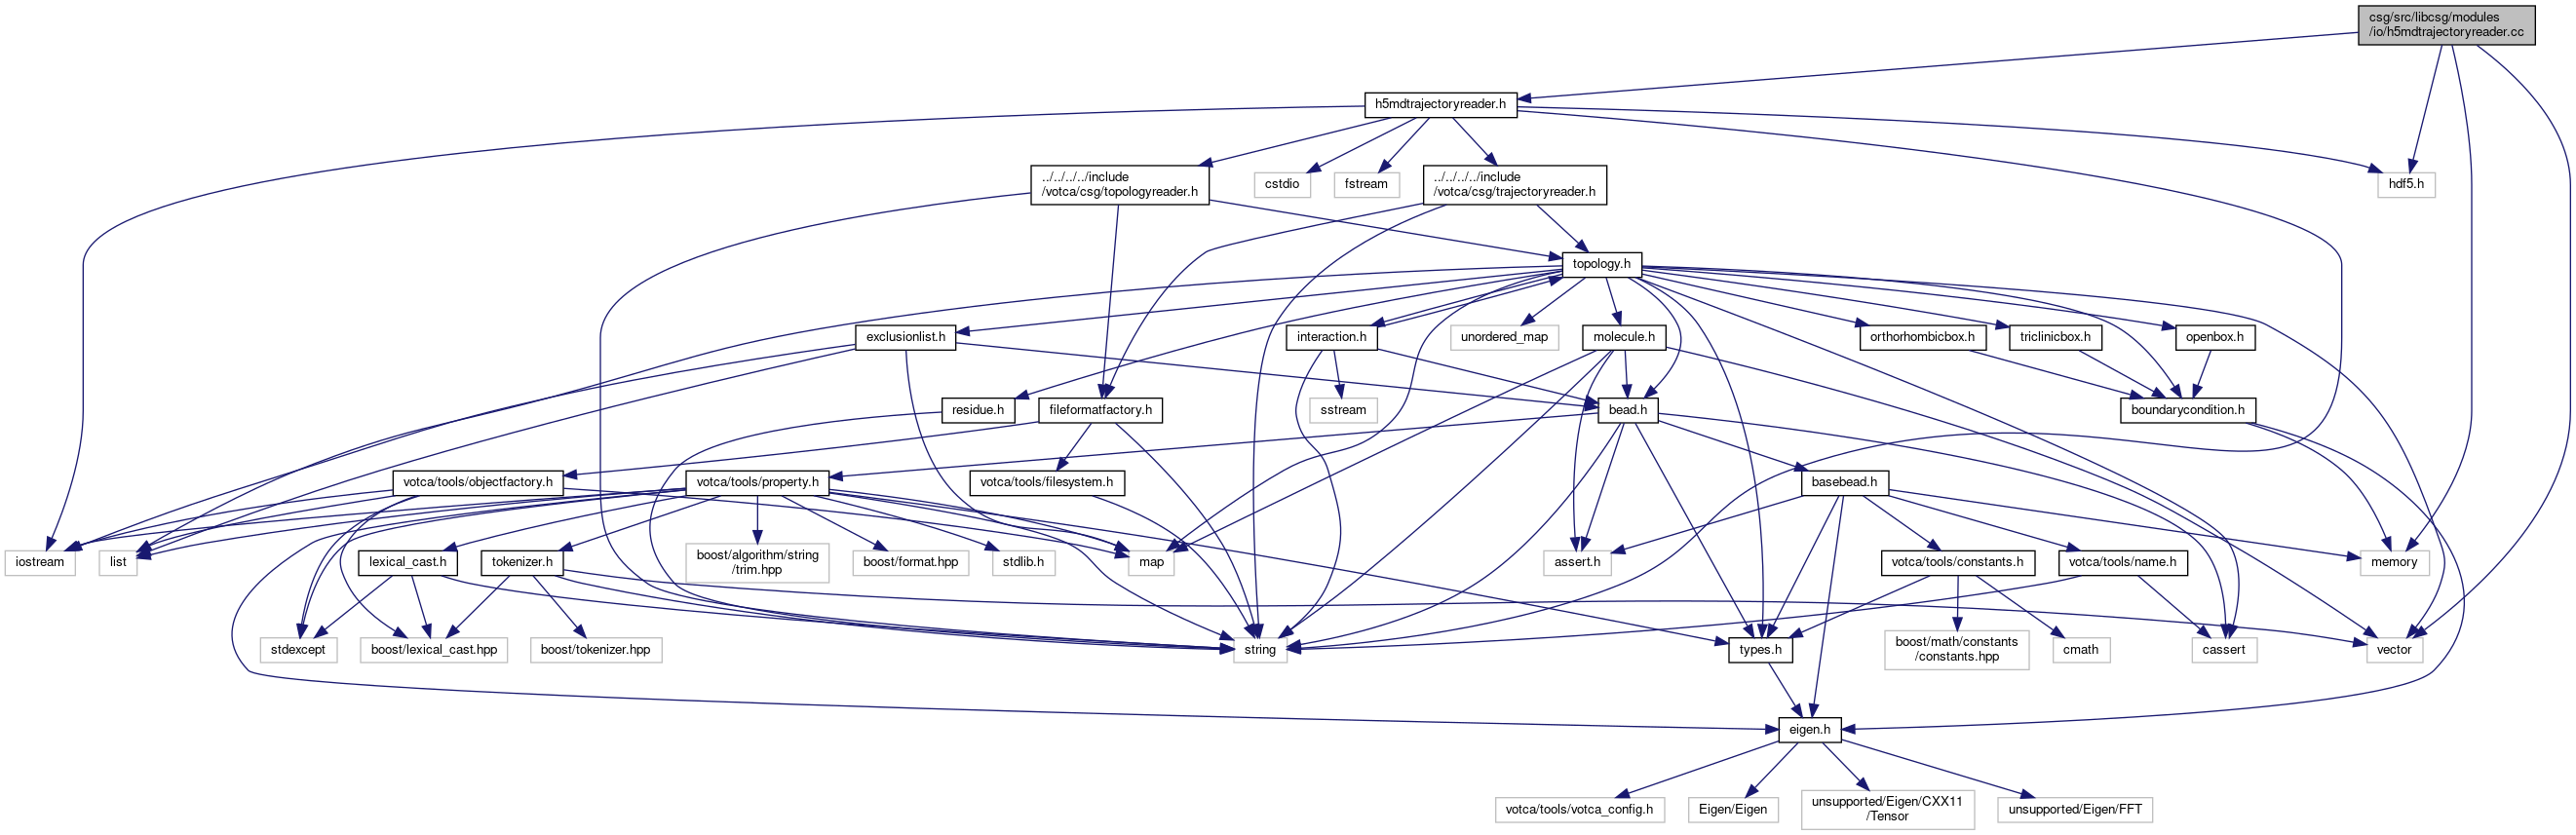 csg/src/libcsg/modules
/io/h5mdtrajectoryreader.cc
h5mdtrajectoryreader.h
../../../../include
/votca/csg/topologyreader.h
cstdio
fstream
../../../../include
/votca/csg/trajectoryreader.h
hdf5.h
topology.h
exclusionlist.h
interaction.h
unordered_map
molecule.h
orthorhombicbox.h
triclinicbox.h
openbox.h
residue.h
fileformatfactory.h
sstream
bead.h
boundarycondition.h
votca/tools/objectfactory.h
votca/tools/property.h
votca/tools/filesystem.h
basebead.h
iostream
list
lexical_cast.h
tokenizer.h
boost/algorithm/string
/trim.hpp
boost/format.hpp
stdlib.h
map
assert.h
votca/tools/constants.h
votca/tools/name.h
memory
stdexcept
boost/lexical_cast.hpp
boost/tokenizer.hpp
string
types.h
boost/math/constants
/constants.hpp
cmath
cassert
vector
eigen.h
votca/tools/votca_config.h
Eigen/Eigen
unsupported/Eigen/CXX11
/Tensor
unsupported/Eigen/FFT